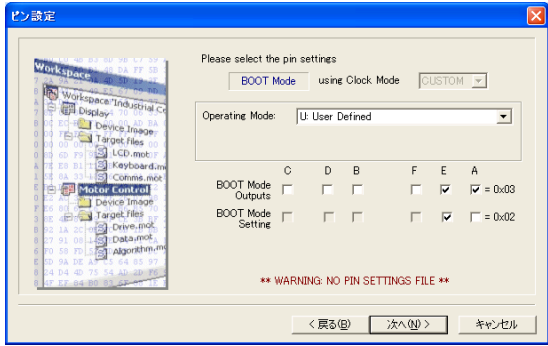 ピン設定
Please select the pin settings
BOOT Mode using Clock Mode CUSTOM
Operating Mode: U: User Defined
C D B F E A
BOOT Mode Outputs = 0x03
BOOT Mode Setting = 0x02
** WARNING: NO PIN SETTINGS FILE **
Workspace
Workspace "Industrial Co
Display
Device Image
Target files
LCD.mot
Keyboard.m
Comms.mot
Motor Control
Device Image
Target files
Drive.mot
Data.mot
Algorithm.m
< 戻る(B) 次へ(N) > キャンセル